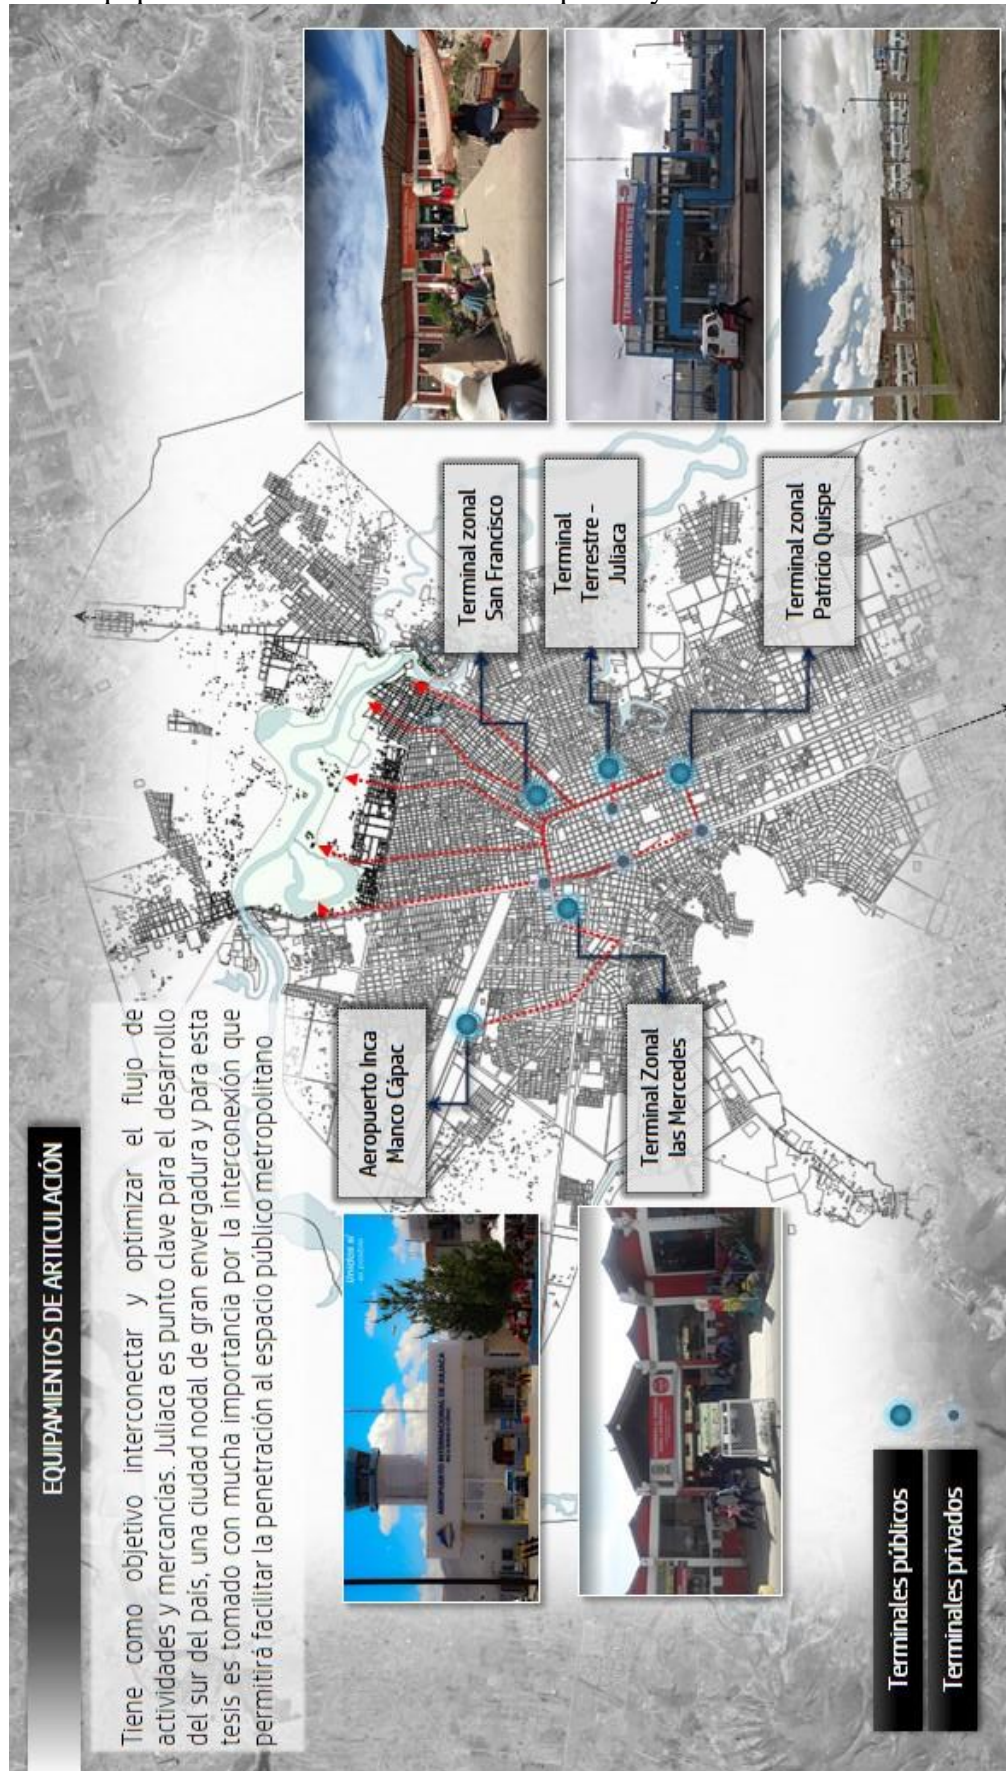 EQUIPAMIENTOS DE ARTICULACIÓN
Tiene como objetivo interconectar y optimizar el flujo de
actividades y mercancías. Juliaca es punto clave para el desarrollo
del sur del país, una ciudad nodal de gran envergadura y para esta
tesis es tomado con mucha importancia por la interconexión que
permitirá facilitar la penetración al espacio público metropolitano
Unidos sí
es posible
AEROPUERTO INTERNACIONAL DE JULIACA
Aeropuerto Inca
Manco Cápac
Terminal Zonal
las Mercedes
Terminal zonal
San Francisco
Terminal
Terrestre -
Juliaca
Terminal zonal
Patricio Quispe
TERMINAL TERRESTRE
Terminales públicos
Terminales privados